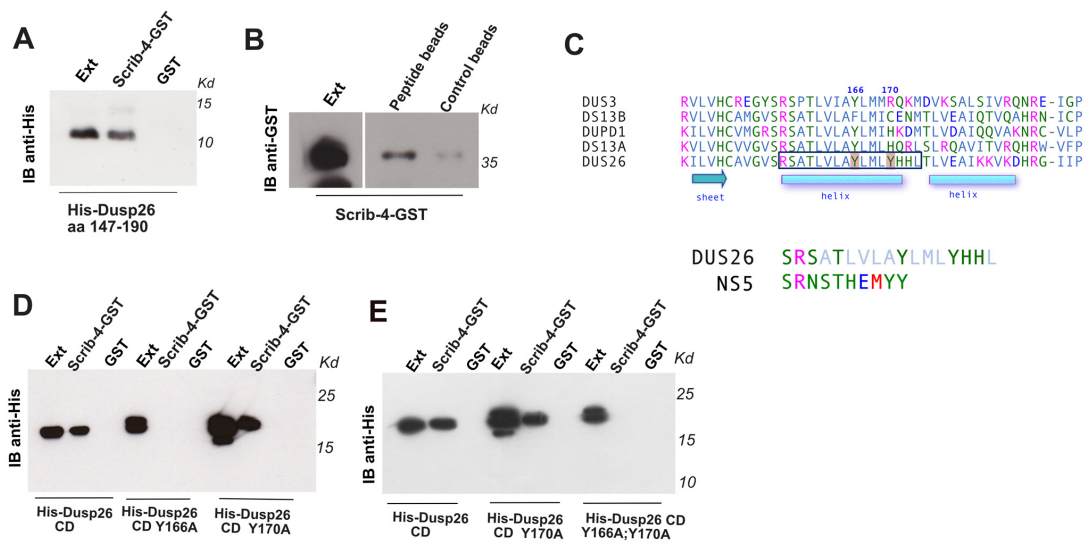 A
Ext
Scrib-4-GST
GST
Kd
15
10
IB anti-His
His-Dusp26
aa 147-190
B
Ext
Peptide beads
Control beads
Kd
35
IB anti-GST
Scrib-4-GST
C
166 170
DUS3 RVLVHCREGYSRSPTLVIAYLMMRQKMDVKSALSIVRQNRE-IGP
DS13B RVLVHCAMGVSRSATLVLAFLMICENMTLVEAIQTVQAHRN-ICP
DUPD1 KILVHCVMGRSRSATLVLAYLMIHKDMTLVDAIQQVAKNRC-VLP
DS13A KVLVHCVVGVSRSATLVLAYLMLHQRLSLRQAVITVRQHRW-VFP
DUS26 KILVHCAVGVSRSATLVLAYLMLYHHLTLVEAIKKVKDHRG-IIP
sheet helix helix
DUS26 SRSATLVLAYLMLYHHL
NS5 SRNSTHEMYY
D
Ext
Scrib-4-GST
GST
Ext
Scrib-4-GST
GST
Ext
Scrib-4-GST
GST
Kd
25
15
IB anti-His
His-Dusp26
CD
His-Dusp26
CD Y166A
His-Dusp26
CD Y170A
E
Ext
Scrib-4-GST
GST
Ext
Scrib-4-GST
GST
Ext
Scrib-4-GST
GST
Kd
25
15
10
IB anti-His
His-Dusp26
CD
His-Dusp26
CD Y170A
His-Dusp26 CD
Y166A;Y170A